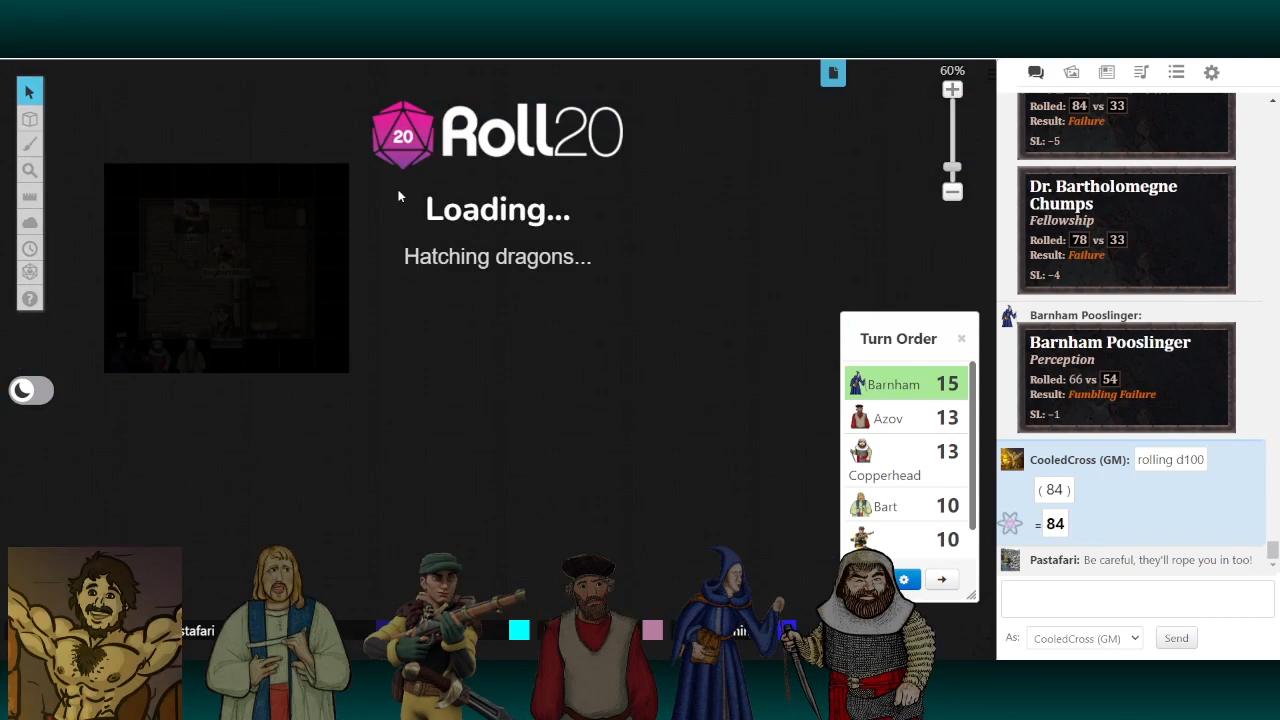 60%
20
Roll20
Loading...
Hatching dragons...
Turn Order ×
Barnham 15
Azov 13
13
Copperhead
Bart 10
10
Rolled: 84 vs 33
Result: Failure
SL: -5
Dr. Bartholomegne
Chumps
Fellowship
Rolled: 78 vs 33
Result: Failure
SL: -4
Barnham Pooslinger:
Barnham Pooslinger
Perception
Rolled: 66 vs 54
Result: Fumbling Failure
SL: -1
CooledCross (GM): rolling d100
( 84 )
= 84
Pastafari: Be careful, they'll rope you in too!
As: CooledCross (GM) Send